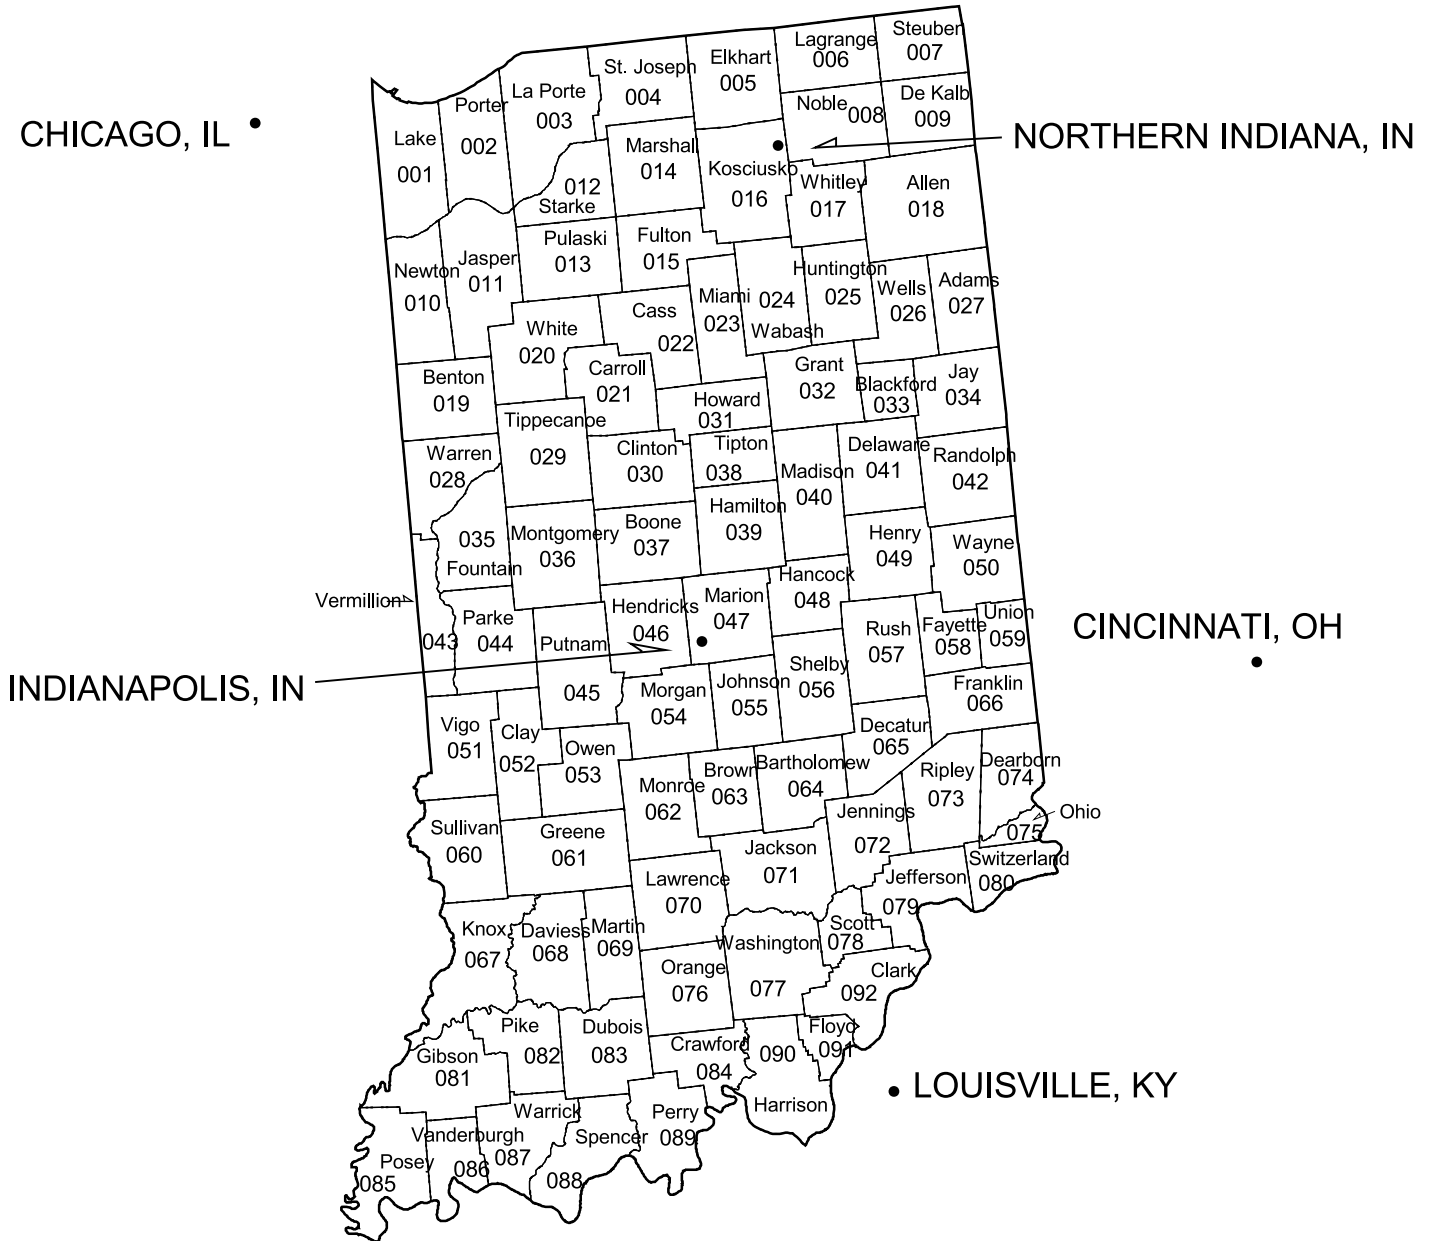 Steuben
007
Lagrange
006
Elkhart
005
St. Joseph
004
La Porte
003
Porter
002
Lake
001
CHICAGO, IL
Noble
008
De Kalb
009
NORTHERN INDIANA, IN
Marshall
014
Kosciusko
016
Whitley
017
Allen
018
012
Starke
Pulaski
013
Fulton
015
Newton
010
Jasper
011
Miami
023
024
Wabash
Huntington
025
Wells
026
Adams
027
White
020
Cass
022
Carroll
021
Benton
019
Grant
032
Blackford
033
Jay
034
Howard
031
Tippecanoe
029
Clinton
030
Tipton
038
Madison
040
Delaware
041
Randolph
042
Warren
028
035
Fountain
Montgomery
036
Boone
037
Hamilton
039
Henry
049
Wayne
050
Hancock
048
Vermillion
043
Parke
044
Putnam
045
Hendricks
046
Marion
047
Rush
057
Fayette
058
Union
059
CINCINNATI, OH
INDIANAPOLIS, IN
Shelby
056
Johnson
055
Morgan
054
Franklin
066
Vigo
051
Clay
052
Owen
053
Decatur
065
Monroe
062
Brown
063
Bartholomew
064
Ripley
073
Dearborn
074
Ohio
075
Jennings
072
Sullivan
060
Greene
061
Jackson
071
Switzerland
080
Jefferson
079
Lawrence
070
Knox
067
Daviess
068
Martin
069
Washington
077
Scott
078
Orange
076
Clark
092
Pike
082
Dubois
083
Floyd
091
Crawford
084
090
Harrison
Gibson
081
LOUISVILLE, KY
Warrick
087
Vanderburgh
086
Spencer
088
Perry
089
Posey
085